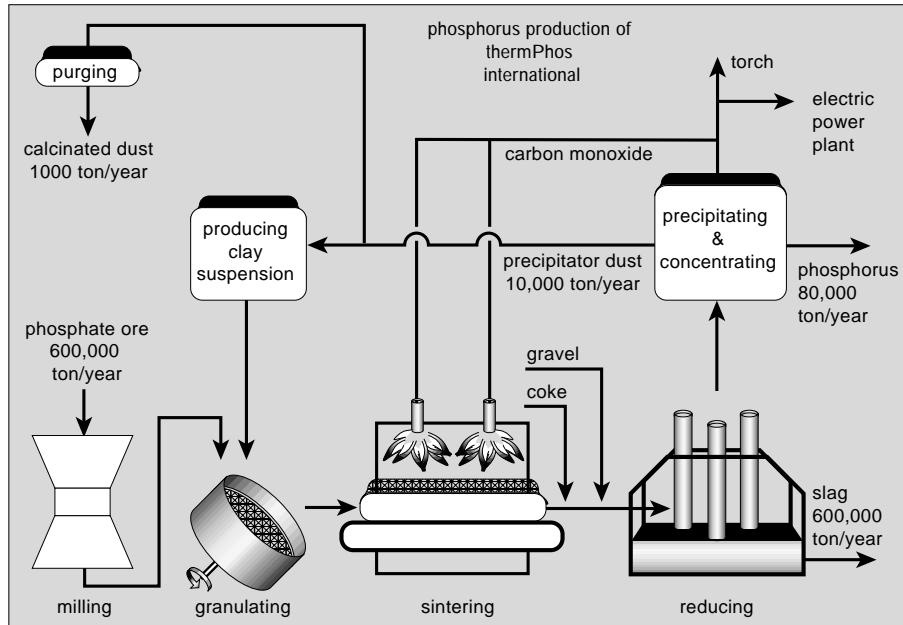 phosphorus production of
thermPhos
international
purging
calcinated dust
1000 ton/year
torch
electric
power
plant
carbon monoxide
producing
clay
suspension
precipitating
&
concentrating
precipitator dust
10,000 ton/year
phosphorus
80,000
ton/year
phosphate ore
600,000
ton/year
gravel
coke
slag
600,000
ton/year
milling
granulating
sintering
reducing